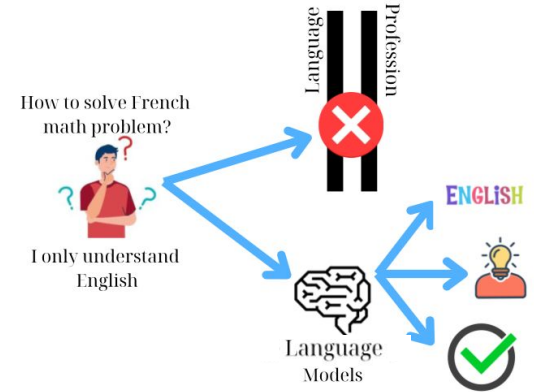 Language
Profession
How to solve French
math problem?
I only understand
English
ENGLiSH
Language
Models